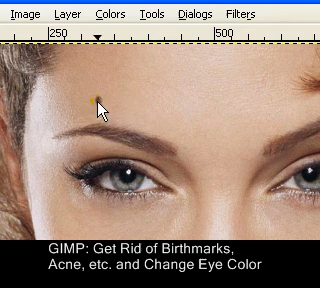 Image Layer Colors Tools Dialogs Filters
250 500
GIMP: Get Rid of Birthmarks,
Acne, etc. and Change Eye Color